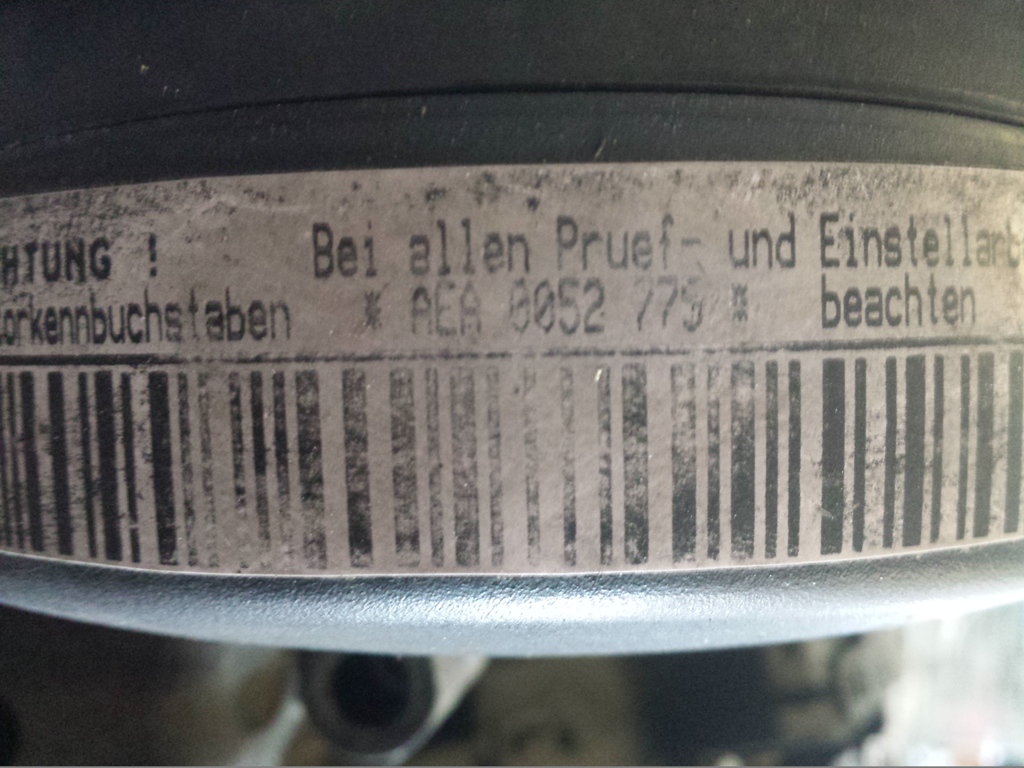 HTUNG ! Bei allen Pruef- und Einstellarb
orkennbuchstaben * AEA 0052 775 * beachten